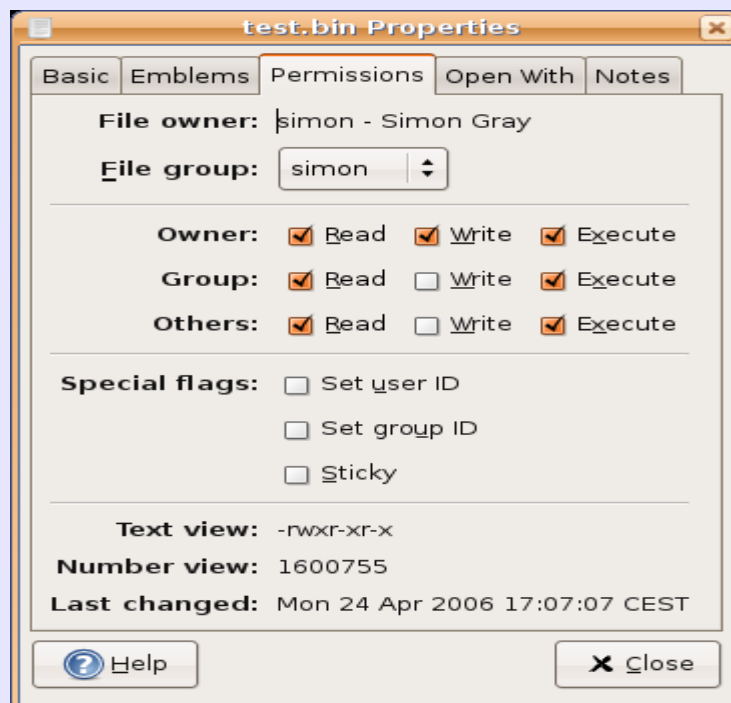 test.bin Properties
Basic Emblems Permissions Open With Notes
File owner: simon - Simon Gray
File group: simon
Owner: Read Write Execute
Group: Read Write Execute
Others: Read Write Execute
Special flags: Set user ID
Set group ID
Sticky
Text view: -rwxr-xr-x
Number view: 1600755
Last changed: Mon 24 Apr 2006 17:07:07 CEST
Help Close